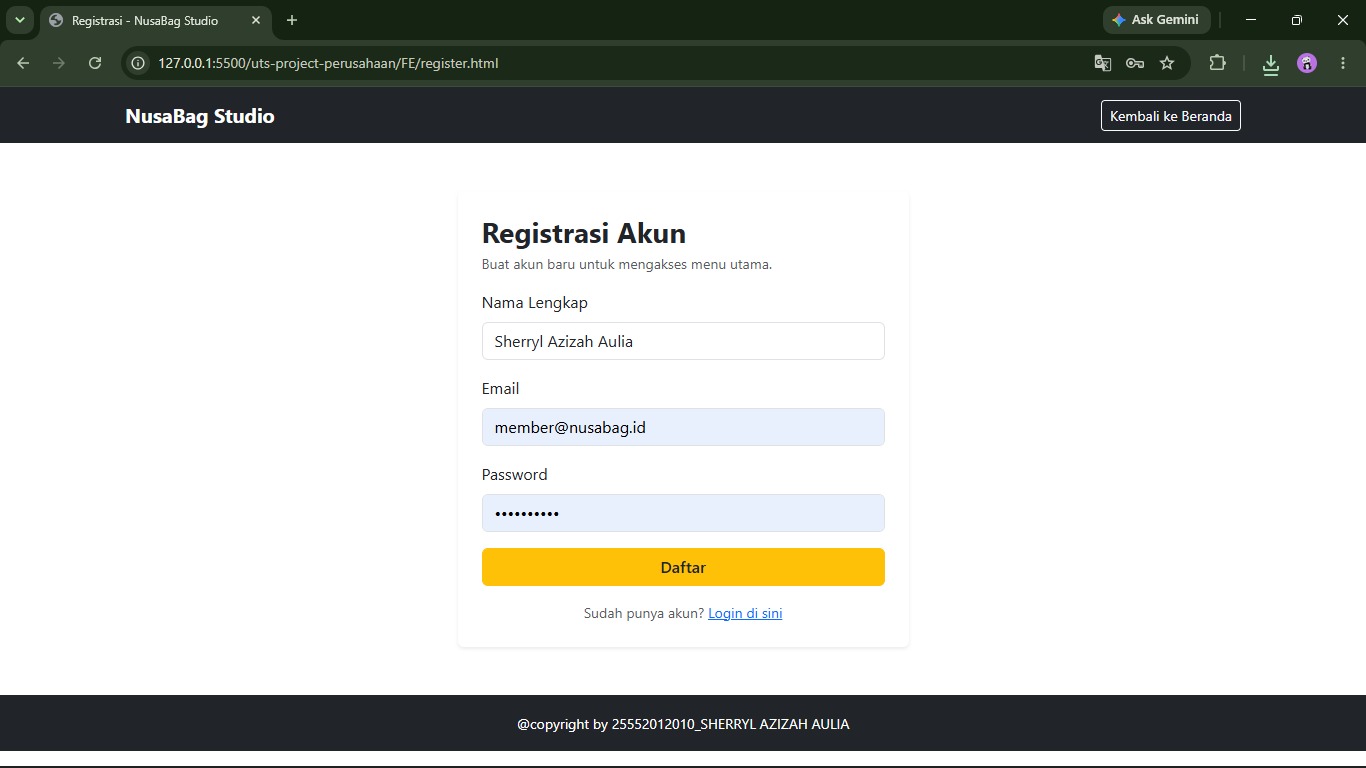 Registrasi - NusaBag Studio
Ask Gemini
127.0.0.1:5500/uts-project-perusahaan/FE/register.html
NusaBag Studio
Kembali ke Beranda
Registrasi Akun
Buat akun baru untuk mengakses menu utama.
Nama Lengkap
Sherryl Azizah Aulia
Email
member@nusabag.id
Password
••••••••••
Daftar
Sudah punya akun? Login di sini
@copyright by 25552012010_SHERRYL AZIZAH AULIA